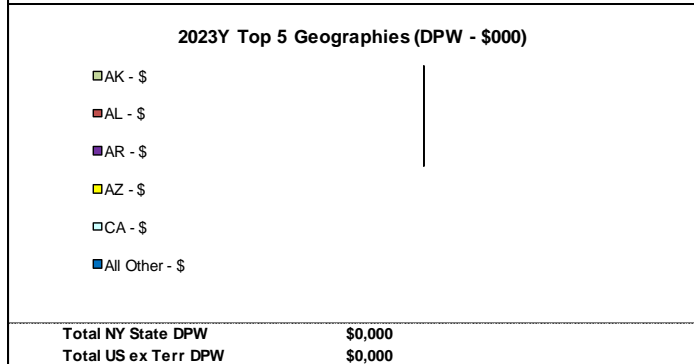 2023Y Top 5 Geographies (DPW - $000)
AK - $
AL - $
AR - $
AZ - $
CA - $
All Other - $
Total NY State DPW $0,000
Total US ex Terr DPW $0,000